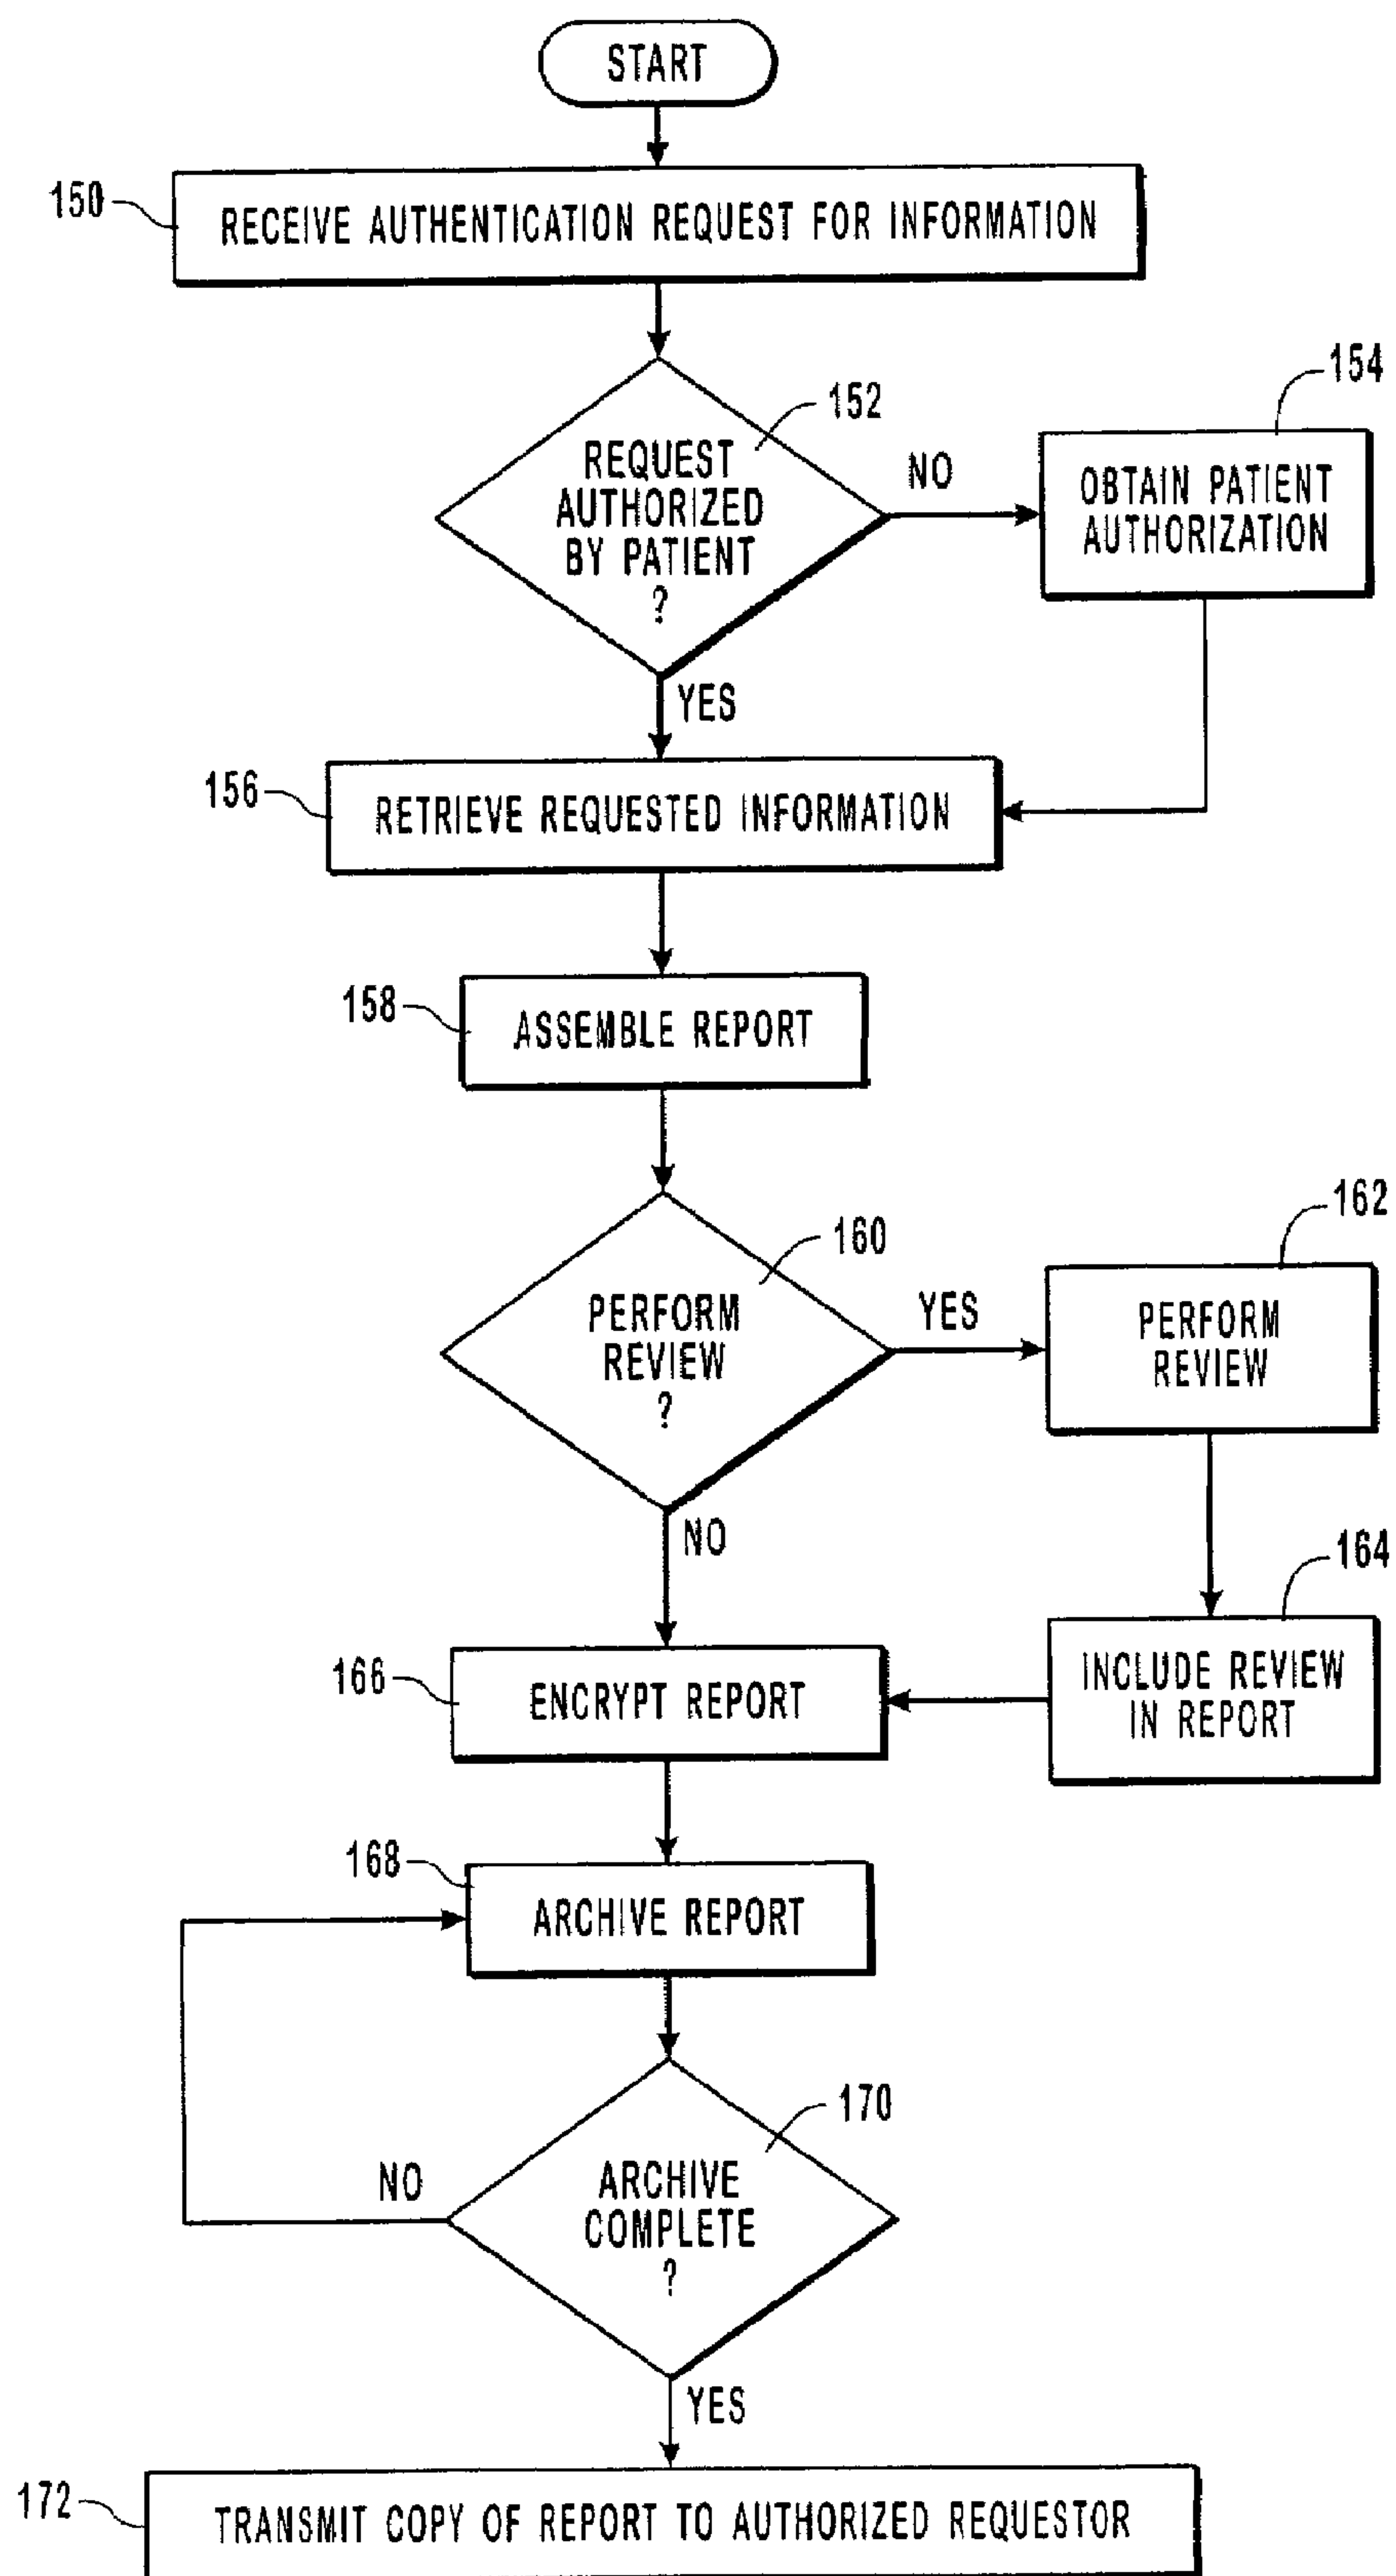 START
150
RECEIVE AUTHENTICATION REQUEST FOR INFORMATION
152
REQUEST
AUTHORIZED
BY PATIENT
?
NO
154
OBTAIN PATIENT
AUTHORIZATION
YES
156
RETRIEVE REQUESTED INFORMATION
158
ASSEMBLE REPORT
160
PERFORM
REVIEW
?
YES
162
PERFORM
REVIEW
NO
164
INCLUDE REVIEW
IN REPORT
166
ENCRYPT REPORT
168
ARCHIVE REPORT
170
ARCHIVE
COMPLETE
?
NO
YES
172
TRANSMIT COPY OF REPORT TO AUTHORIZED REQUESTOR